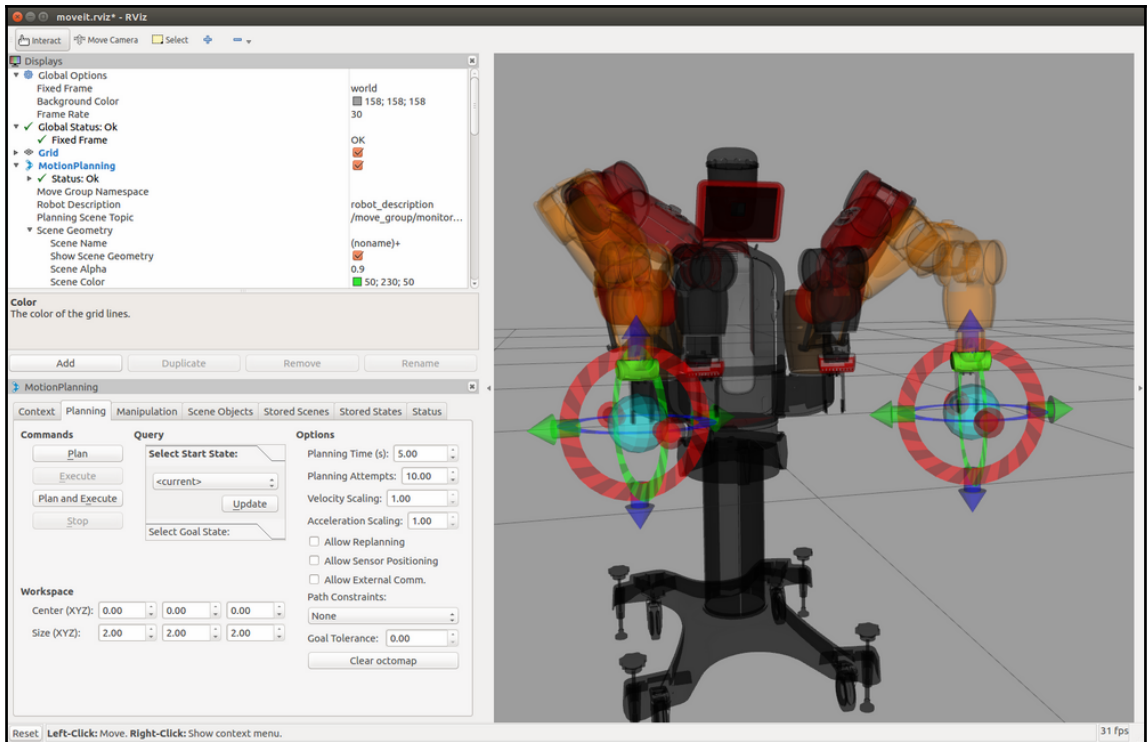 moveit.rviz* - RViz
Interact Move Camera Select
Displays
Global Options
Fixed Frame world
Background Color 158; 158; 158
Frame Rate 30
Global Status: Ok
Fixed Frame OK
Grid
MotionPlanning
Status: Ok
Move Group Namespace
Robot Description robot_description
Planning Scene Topic /move_group/monitor...
Scene Geometry
Scene Name (noname)+
Show Scene Geometry
Scene Alpha 0.9
Scene Color 50; 230; 50
Color
The color of the grid lines.
Add Duplicate Remove Rename
MotionPlanning
Context Planning Manipulation Scene Objects Stored Scenes Stored States Status
Commands Query Options
Plan Select Start State: Planning Time (s): 5.00
Execute <current> Planning Attempts: 10.00
Plan and Execute Update Velocity Scaling: 1.00
Stop Select Goal State: Acceleration Scaling: 1.00
Allow Replanning
Allow Sensor Positioning
Allow External Comm.
Workspace Path Constraints:
Center (XYZ): 0.00 0.00 0.00 None
Size (XYZ): 2.00 2.00 2.00 Goal Tolerance: 0.00
Clear octomap
Reset Left-Click: Move. Right-Click: Show context menu. 31 fps